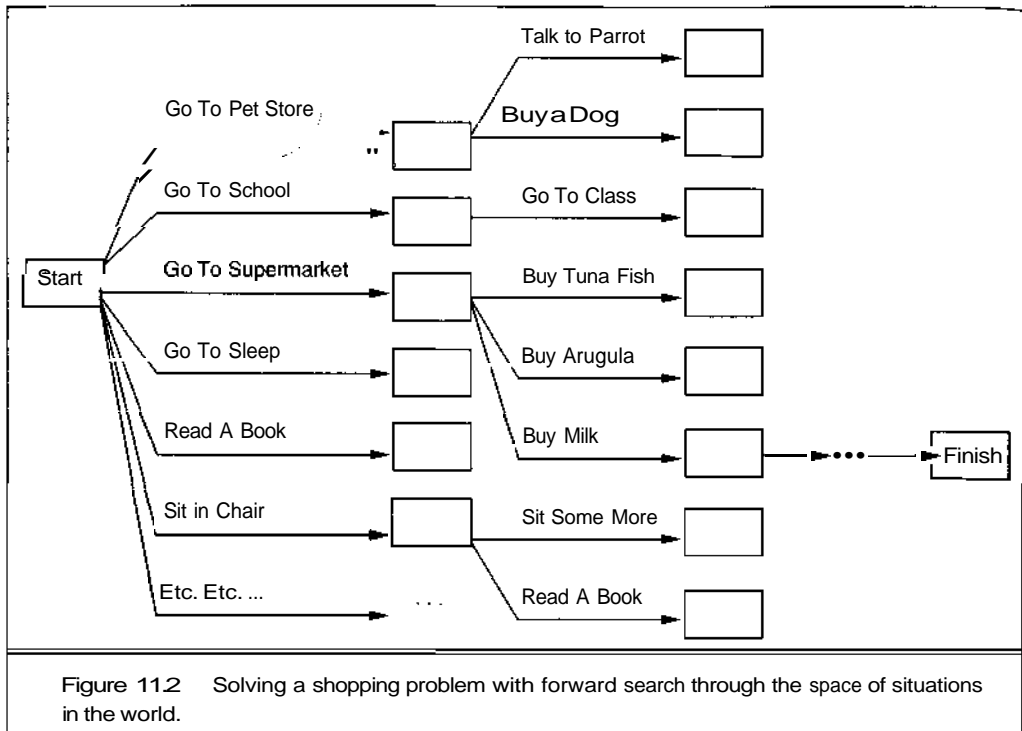 Talk to Parrot
Go To Pet Store
Buy a Dog
Go To School
Go To Class
Start
Go To Supermarket
Buy Tuna Fish
Go To Sleep
Buy Arugula
Read A Book
Buy Milk
Finish
Sit in Chair
Sit Some More
Etc. Etc. ...
...
Read A Book
Figure 11.2 Solving a shopping problem with forward search through the space of situations
in the world.